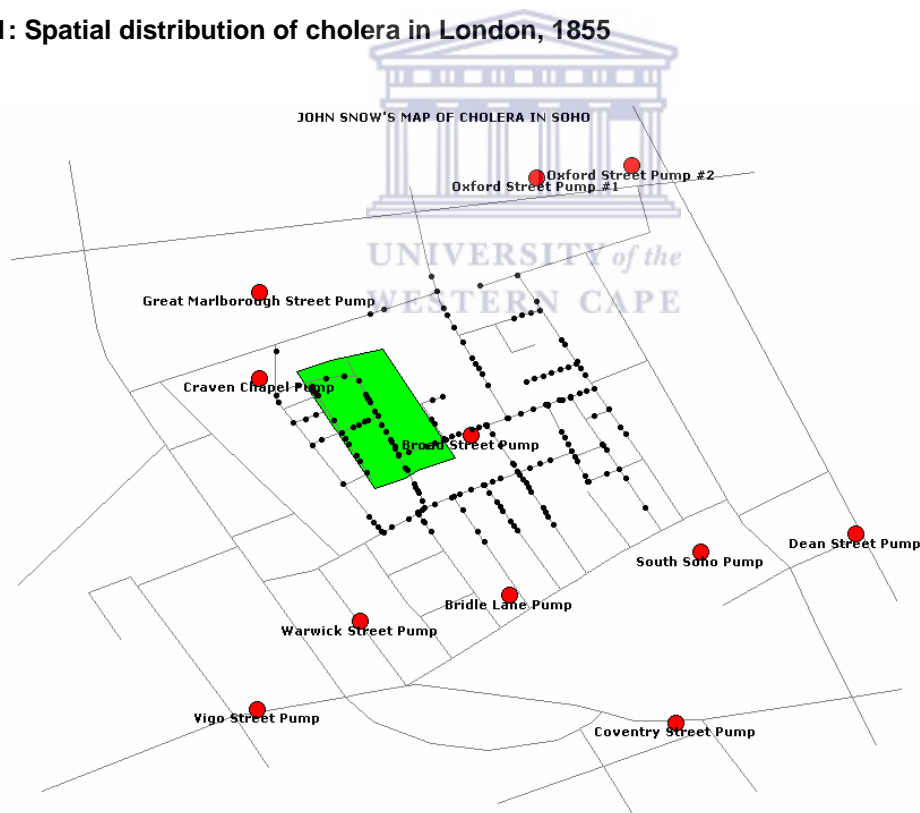 1: Spatial distribution of cholera in London, 1855
JOHN SNOW'S MAP OF CHOLERA IN SOHO
Oxford Street Pump #2
Oxford Street Pump #1
UNIVERSITY of the
WESTERN CAPE
Great Marlborough Street Pump
Craven Chapel Pump
Broad Street Pump
Dean Street Pump
South Soho Pump
Bridle Lane Pump
Warwick Street Pump
Vigo Street Pump
Coventry Street Pump